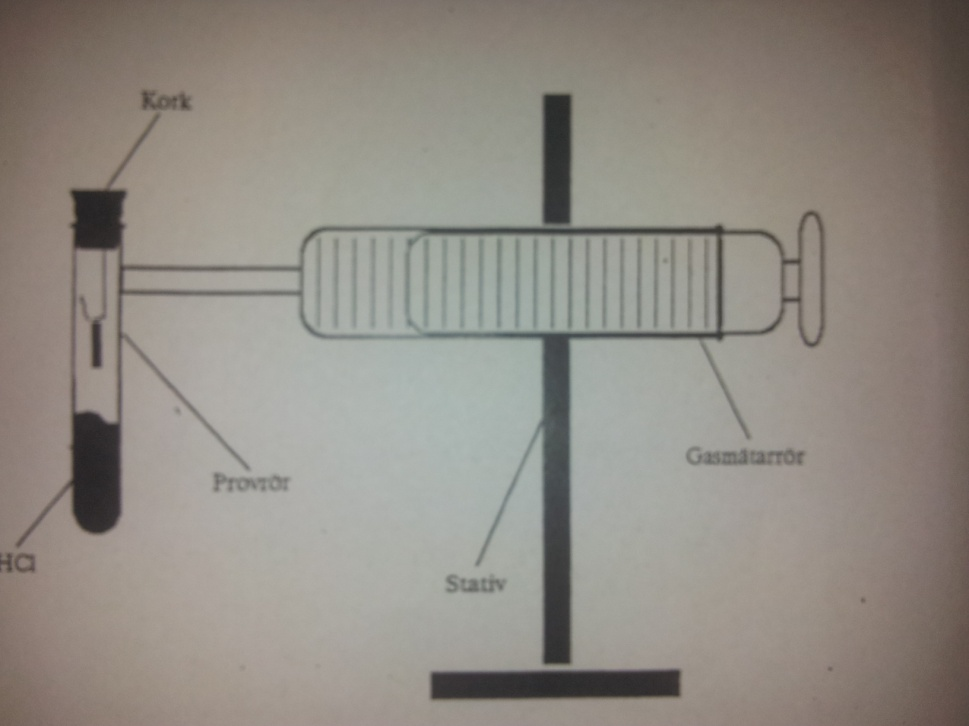 Kork
Provrör
Gasmätarrör
HCl
Stativ